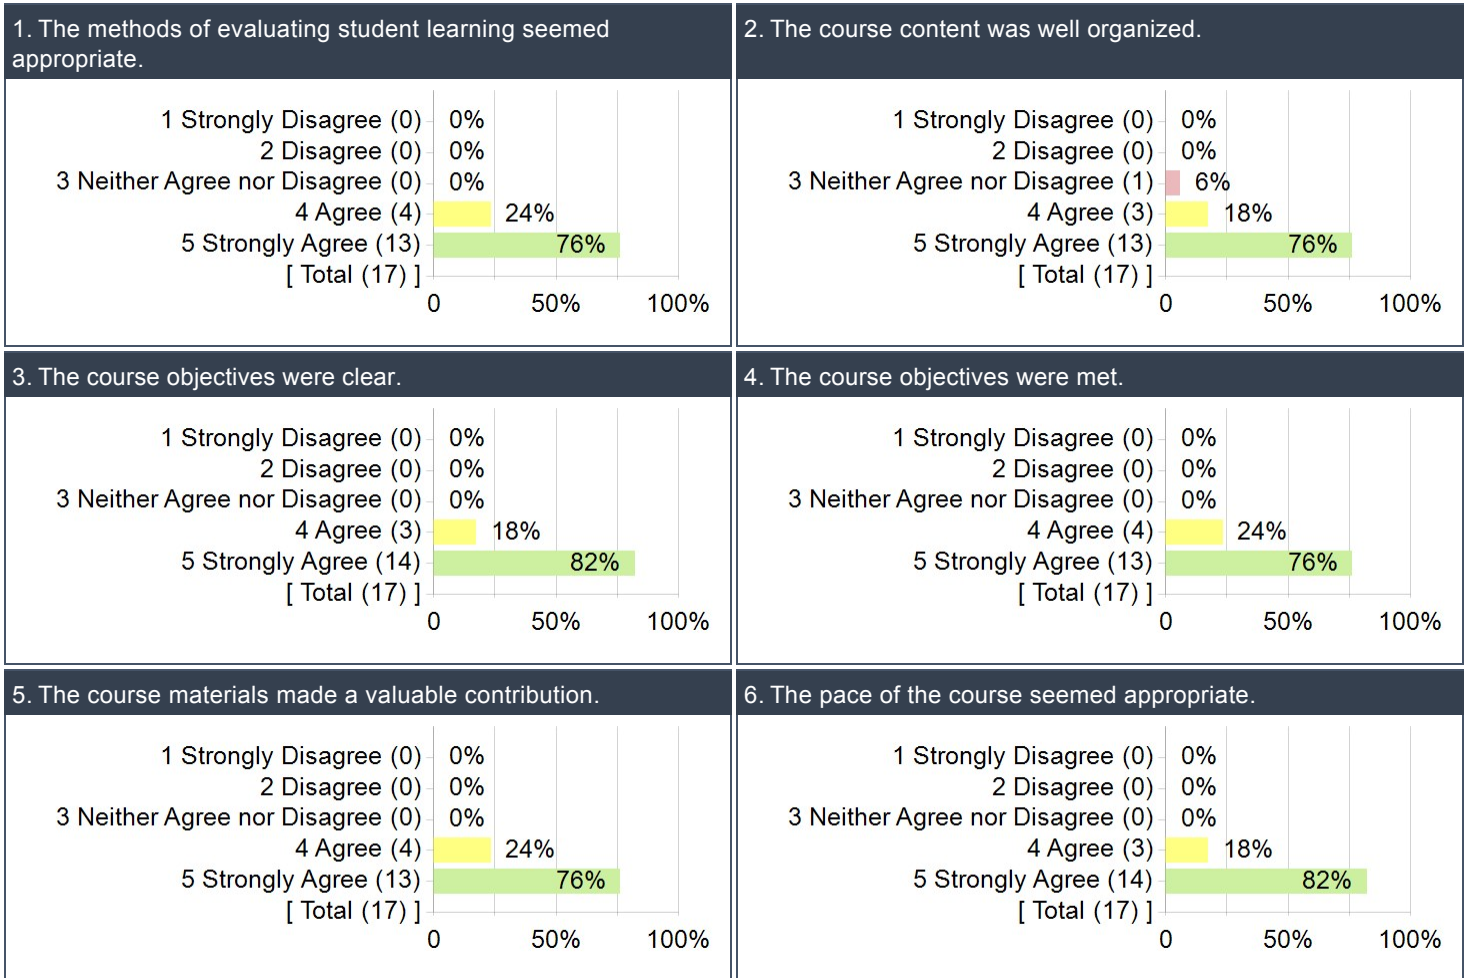 1. The methods of evaluating student learning seemed
appropriate.
1 Strongly Disagree (0) 0%
2 Disagree (0) 0%
3 Neither Agree nor Disagree (0) 0%
4 Agree (4) 24%
5 Strongly Agree (13) 76%
[ Total (17) ]
0 50% 100%
2. The course content was well organized.
1 Strongly Disagree (0) 0%
2 Disagree (0) 0%
3 Neither Agree nor Disagree (1) 6%
4 Agree (3) 18%
5 Strongly Agree (13) 76%
[ Total (17) ]
0 50% 100%
3. The course objectives were clear.
1 Strongly Disagree (0) 0%
2 Disagree (0) 0%
3 Neither Agree nor Disagree (0) 0%
4 Agree (3) 18%
5 Strongly Agree (14) 82%
[ Total (17) ]
0 50% 100%
4. The course objectives were met.
1 Strongly Disagree (0) 0%
2 Disagree (0) 0%
3 Neither Agree nor Disagree (0) 0%
4 Agree (4) 24%
5 Strongly Agree (13) 76%
[ Total (17) ]
0 50% 100%
5. The course materials made a valuable contribution.
1 Strongly Disagree (0) 0%
2 Disagree (0) 0%
3 Neither Agree nor Disagree (0) 0%
4 Agree (4) 24%
5 Strongly Agree (13) 76%
[ Total (17) ]
0 50% 100%
6. The pace of the course seemed appropriate.
1 Strongly Disagree (0) 0%
2 Disagree (0) 0%
3 Neither Agree nor Disagree (0) 0%
4 Agree (3) 18%
5 Strongly Agree (14) 82%
[ Total (17) ]
0 50% 100%